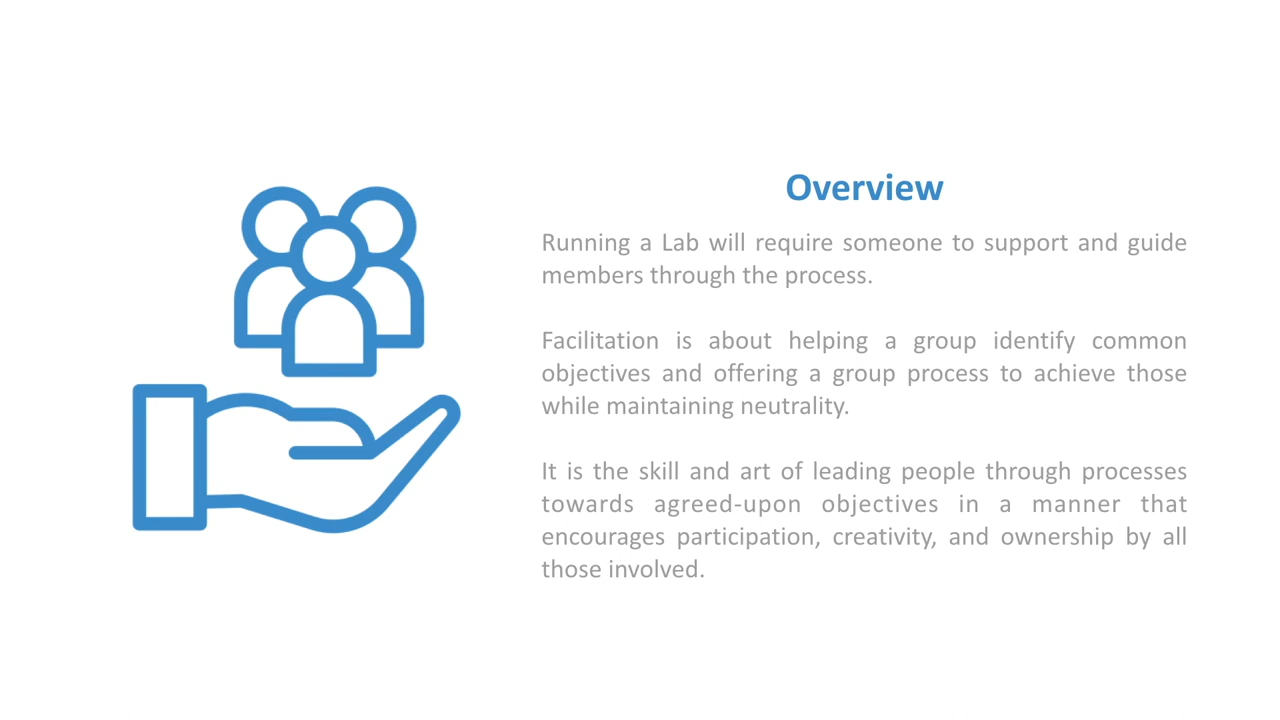 Overview
Running a Lab will require someone to support and guide
members through the process.
Facilitation is about helping a group identify common
objectives and offering a group process to achieve those
while maintaining neutrality.
It is the skill and art of leading people through processes
towards agreed-upon objectives in a manner that
encourages participation, creativity, and ownership by all
those involved.